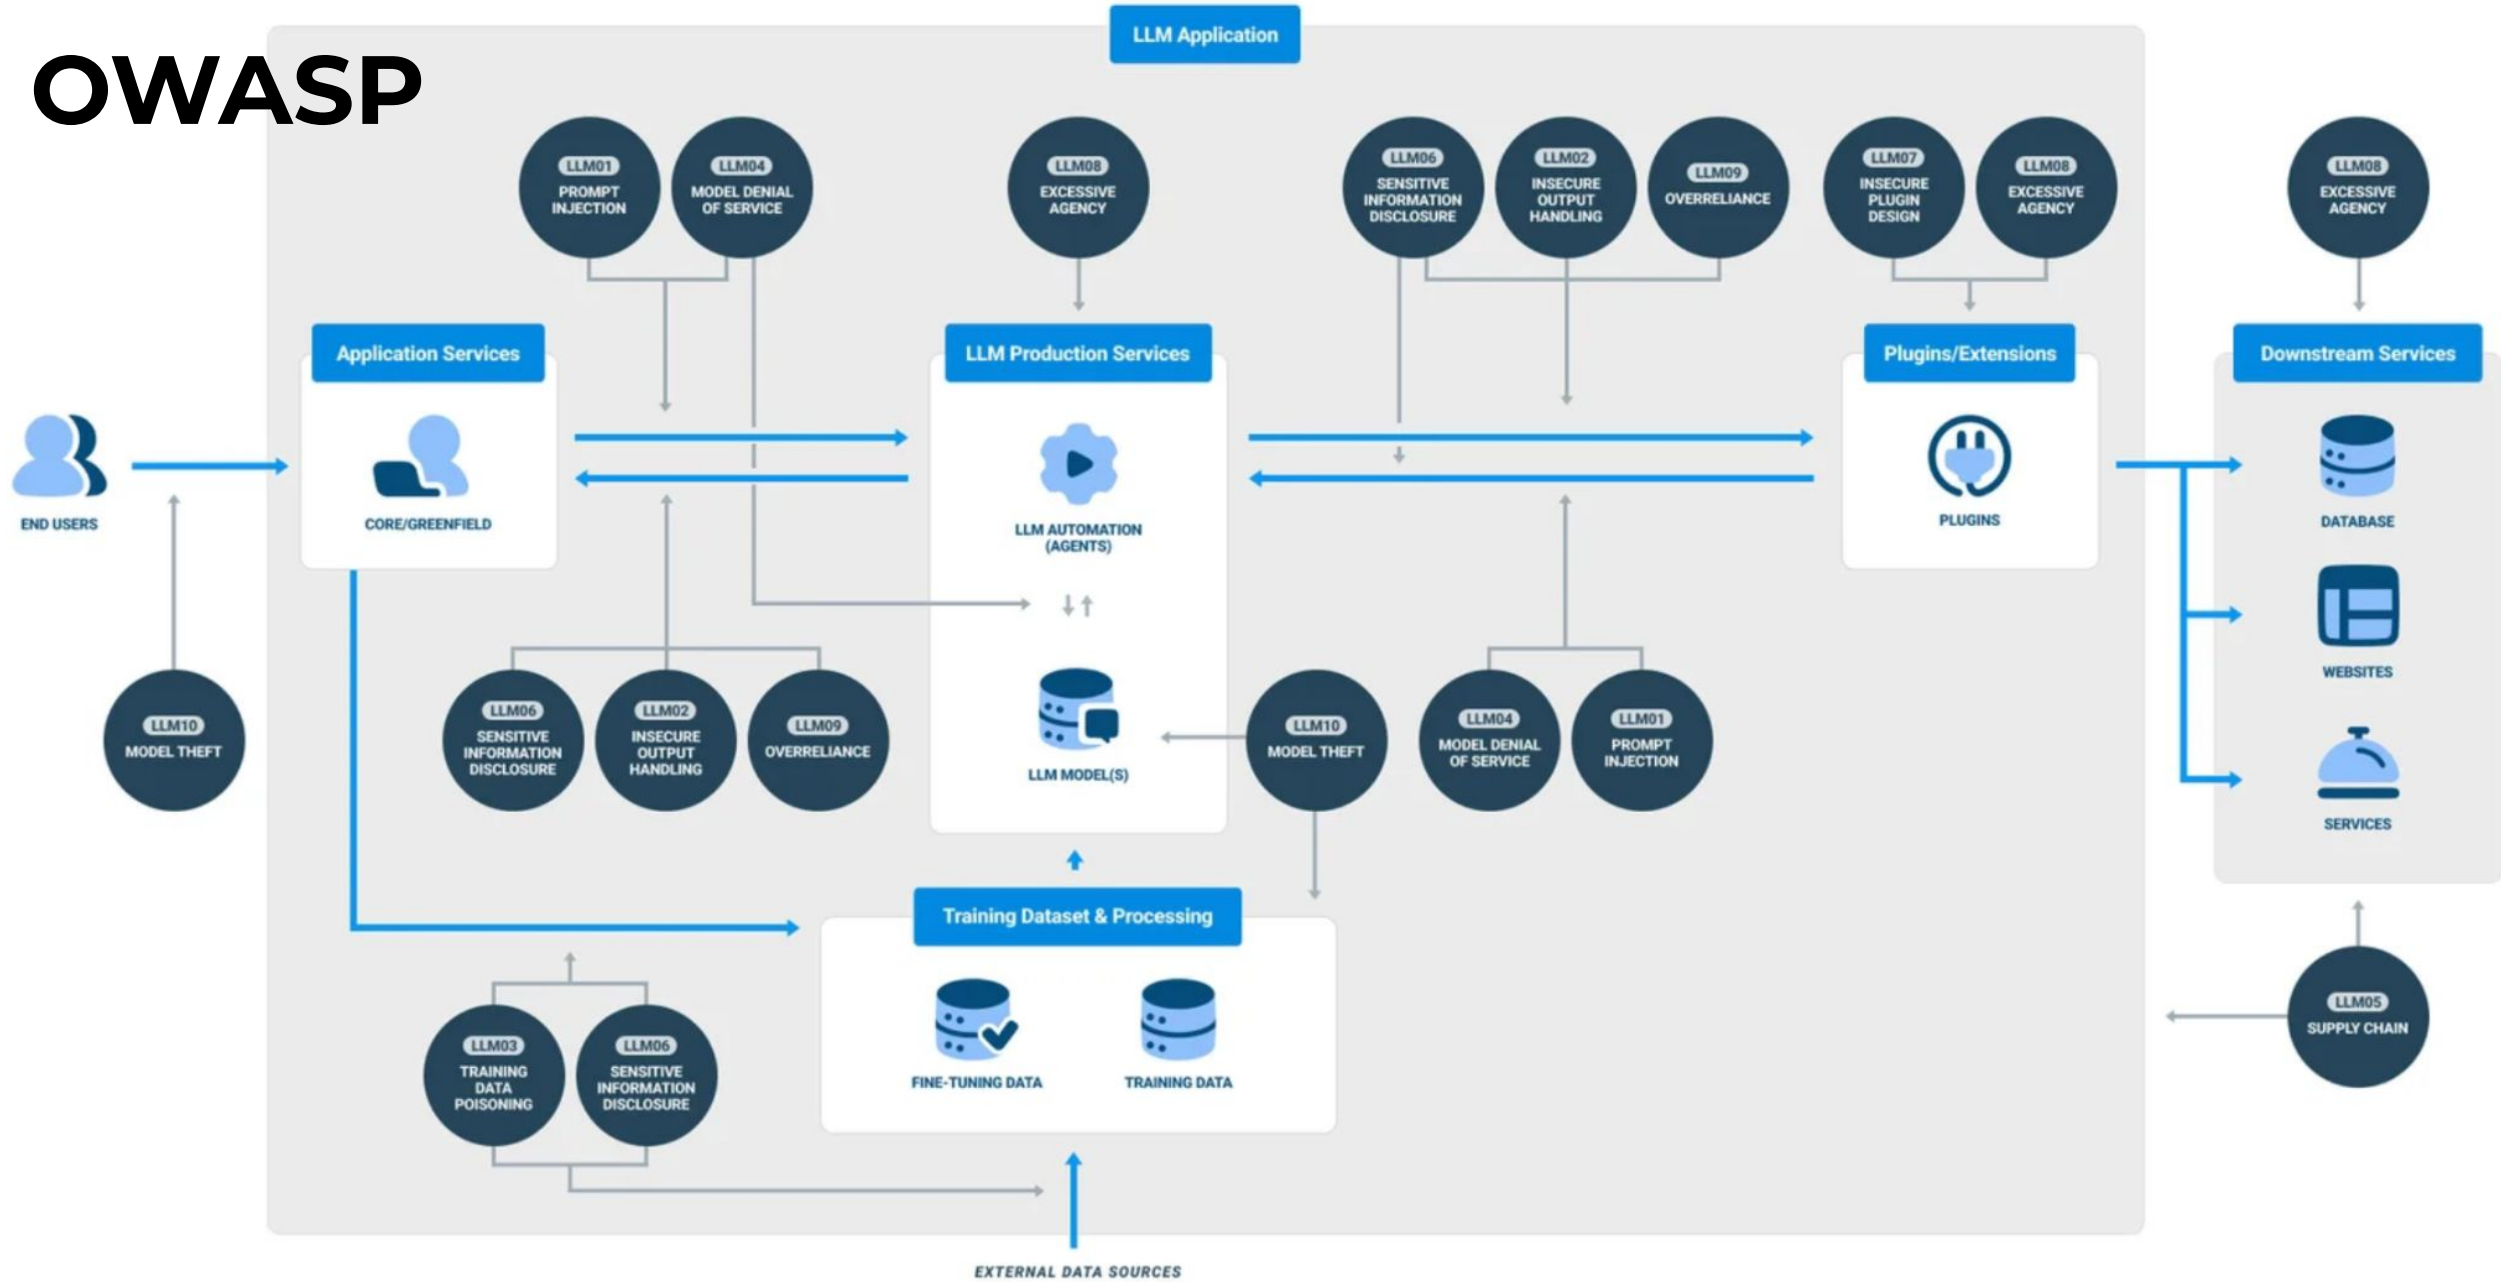 LLM Application
OWASP
LLM01
PROMPT
INJECTION
LLM04
MODEL DENIAL
OF SERVICE
LLM08
EXCESSIVE
AGENCY
LLM06
SENSITIVE
INFORMATION
DISCLOSURE
LLM02
INSECURE
OUTPUT
HANDLING
LLM09
OVERRELIANCE
LLM07
INSECURE
PLUGIN
DESIGN
LLM08
EXCESSIVE
AGENCY
LLM08
EXCESSIVE
AGENCY
Application Services
LLM Production Services
Plugins/Extensions
Downstream Services
END USERS
CORE/GREENFIELD
LLM AUTOMATION
(AGENTS)
PLUGINS
DATABASE
WEBSITES
SERVICES
LLM10
MODEL THEFT
LLM06
SENSITIVE
INFORMATION
DISCLOSURE
LLM02
INSECURE
OUTPUT
HANDLING
LLM09
OVERRELIANCE
LLM MODEL(S)
LLM10
MODEL THEFT
LLM04
MODEL DENIAL
OF SERVICE
LLM01
PROMPT
INJECTION
Training Dataset & Processing
FINE-TUNING DATA
TRAINING DATA
LLM03
TRAINING
DATA
POISONING
LLM06
SENSITIVE
INFORMATION
DISCLOSURE
LLM05
SUPPLY CHAIN
EXTERNAL DATA SOURCES